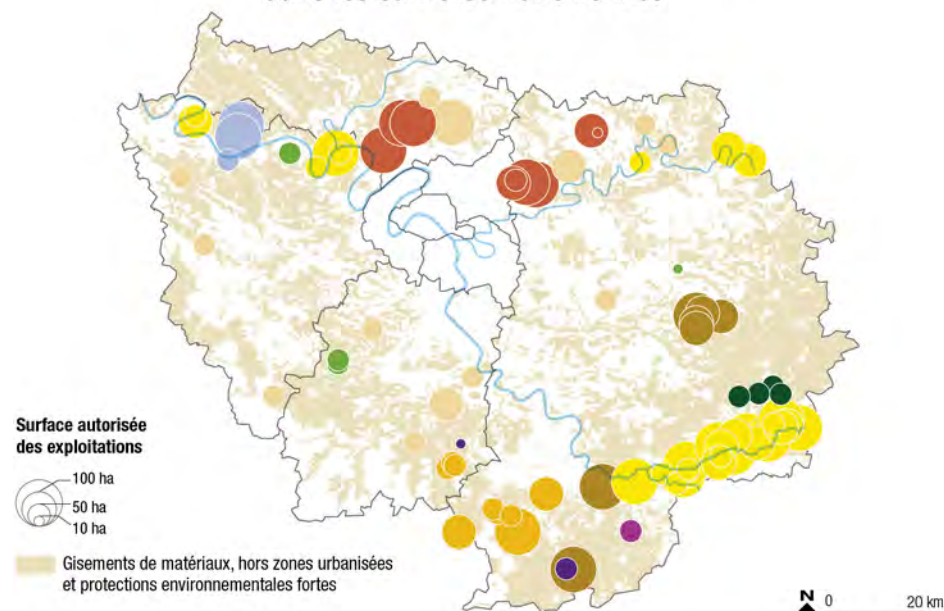 Surface autorisée
des exploitations
100 ha
50 ha
10 ha
Gisements de matériaux, hors zones urbanisées
et protections environnementales fortes
N 0 20 km